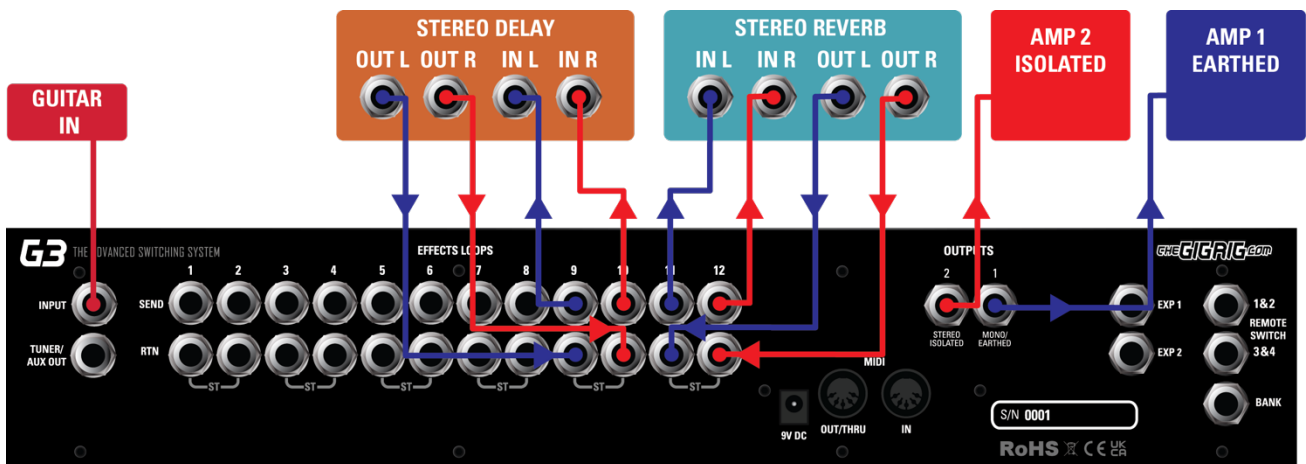 STEREO DELAY
OUT L OUT R IN L IN R
STEREO REVERB
IN L IN R OUT L OUT R
AMP 2
ISOLATED
AMP 1
EARTHED
GUITAR
IN
G3 THE ADVANCED SWITCHING SYSTEM
EFFECTS LOOPS
OUTPUTS
THEGIGRIG.COM
1 2 3 4 5 6 7 8 9 10 11 12
2 1
INPUT
SEND
EXP 1
1&2
REMOTE
SWITCH
3&4
STEREO
ISOLATED
MONO/
EARTHED
TUNER/
AUX OUT
RTN
EXP 2
MIDI
ST ST ST ST ST ST
BANK
9V DC
OUT/THRU
IN
S/N 0001
RoHS CE UK
CA